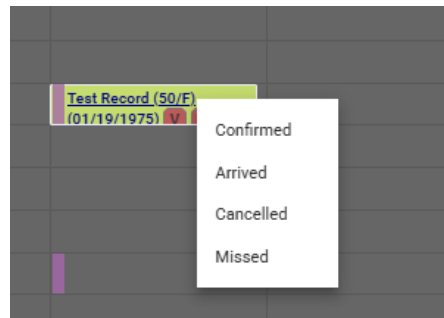 Test Record (50/F)
(01/19/1975) V
Confirmed
Arrived
Cancelled
Missed